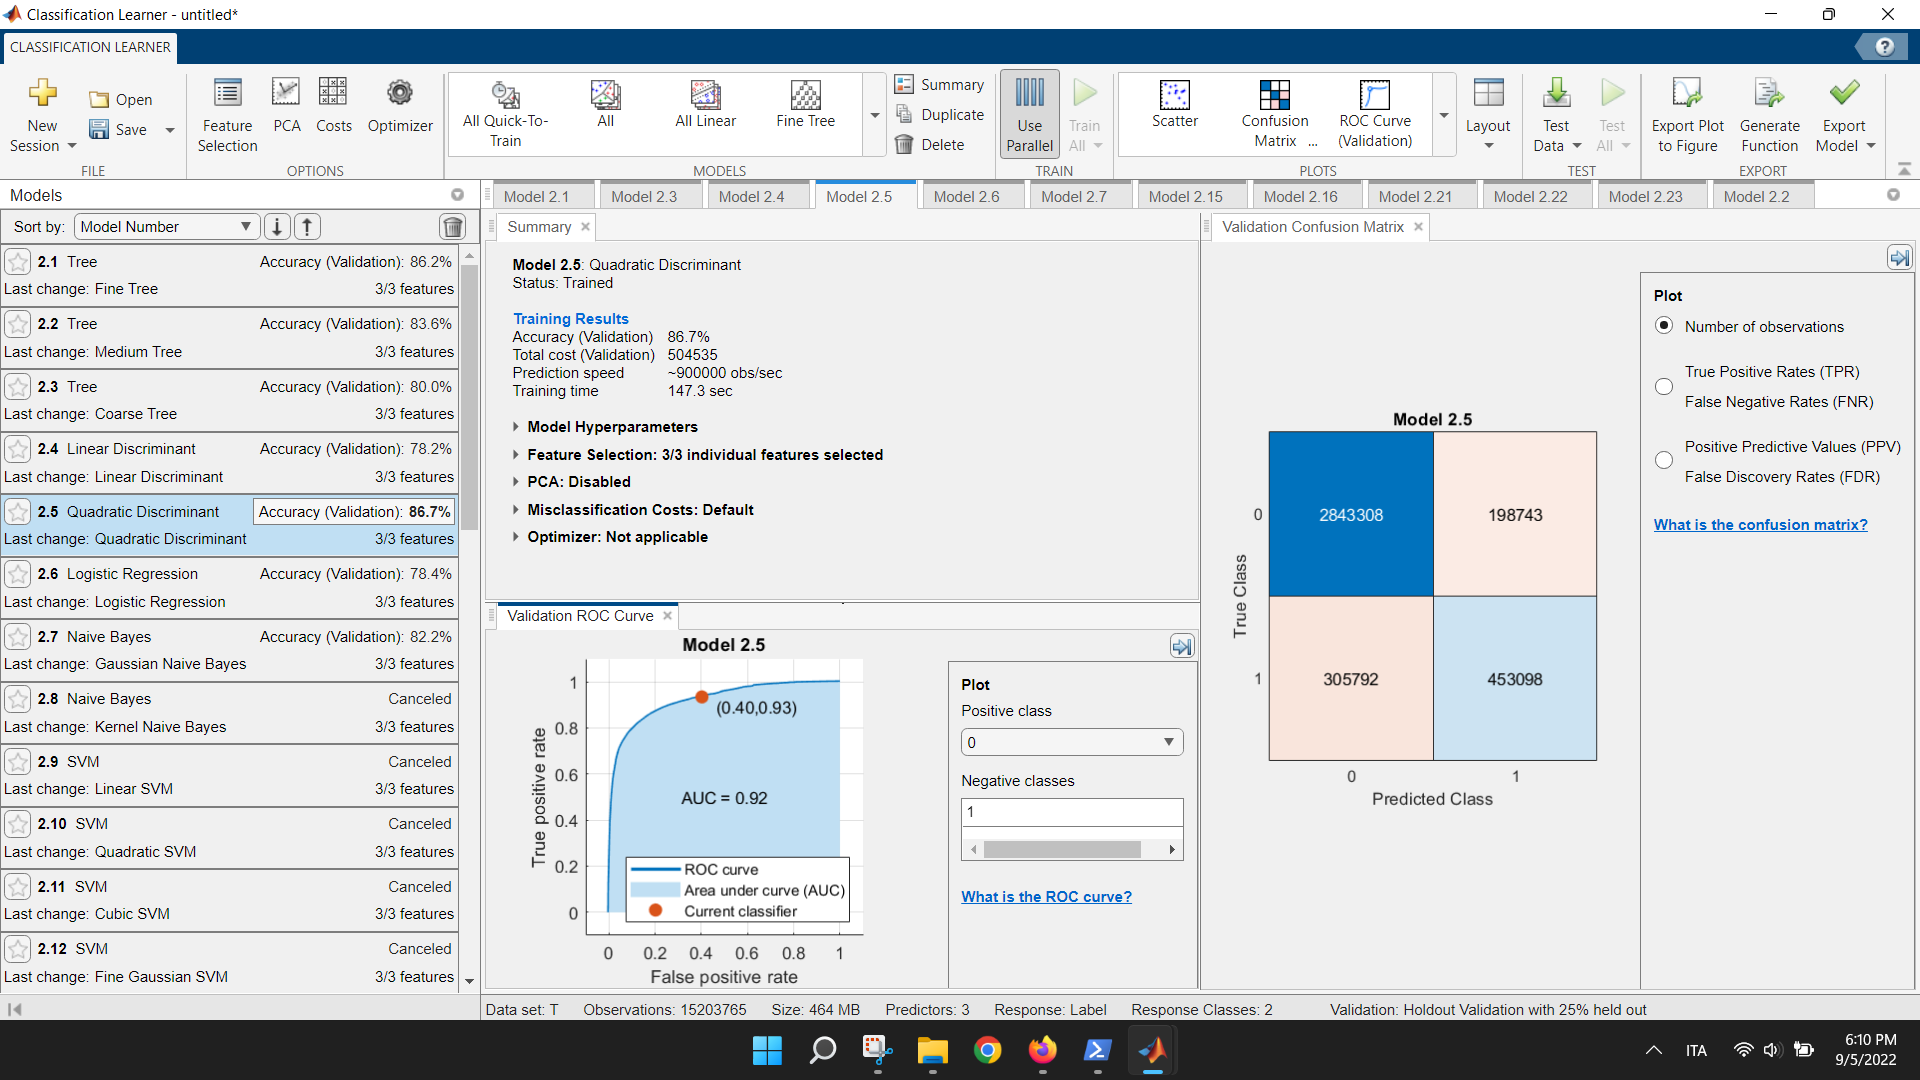 Classification Learner - untitled*
CLASSIFICATION LEARNER
?
New Session
Open
Save
FILE
Feature Selection
PCA
Costs
Optimizer
OPTIONS
All Quick-To-Train
All
All Linear
Fine Tree
Summary
Duplicate
Delete
MODELS
Use Parallel
Train All
TRAIN
Scatter
Confusion Matrix ...
ROC Curve (Validation)
PLOTS
Layout
Test Data
Test All
TEST
Export Plot to Figure
Generate Function
Export Model
EXPORT
Models
Sort by: Model Number
2.1 Tree Accuracy (Validation): 86.2%
Last change: Fine Tree 3/3 features
2.2 Tree Accuracy (Validation): 83.6%
Last change: Medium Tree 3/3 features
2.3 Tree Accuracy (Validation): 80.0%
Last change: Coarse Tree 3/3 features
2.4 Linear Discriminant Accuracy (Validation): 78.2%
Last change: Linear Discriminant 3/3 features
2.5 Quadratic Discriminant Accuracy (Validation): 86.7%
Last change: Quadratic Discriminant 3/3 features
2.6 Logistic Regression Accuracy (Validation): 78.4%
Last change: Logistic Regression 3/3 features
2.7 Naive Bayes Accuracy (Validation): 82.2%
Last change: Gaussian Naive Bayes 3/3 features
2.8 Naive Bayes Canceled
Last change: Kernel Naive Bayes 3/3 features
2.9 SVM Canceled
Last change: Linear SVM 3/3 features
2.10 SVM Canceled
Last change: Quadratic SVM 3/3 features
2.11 SVM Canceled
Last change: Cubic SVM 3/3 features
2.12 SVM Canceled
Last change: Fine Gaussian SVM 3/3 features
Model 2.1 Model 2.3 Model 2.4 Model 2.5 Model 2.6 Model 2.7 Model 2.15 Model 2.16 Model 2.21 Model 2.22 Model 2.23 Model 2.2
Summary
Model 2.5: Quadratic Discriminant
Status: Trained
Training Results
Accuracy (Validation) 86.7%
Total cost (Validation) 504535
Prediction speed ~900000 obs/sec
Training time 147.3 sec
Model Hyperparameters
Feature Selection: 3/3 individual features selected
PCA: Disabled
Misclassification Costs: Default
Optimizer: Not applicable
Validation ROC Curve
Model 2.5
1
0.8
0.6
0.4
0.2
0
True positive rate
(0.40,0.93)
AUC = 0.92
ROC curve
Area under curve (AUC)
Current classifier
0 0.2 0.4 0.6 0.8 1
False positive rate
Plot
Positive class
0
Negative classes
1
What is the ROC curve?
Validation Confusion Matrix
Model 2.5
0 2843308 198743
1 305792 453098
True Class
0 1
Predicted Class
Plot
Number of observations
True Positive Rates (TPR)
False Negative Rates (FNR)
Positive Predictive Values (PPV)
False Discovery Rates (FDR)
What is the confusion matrix?
Data set: T Observations: 15203765 Size: 464 MB Predictors: 3 Response: Label Response Classes: 2 Validation: Holdout Validation with 25% held out
ITA
6:10 PM
9/5/2022